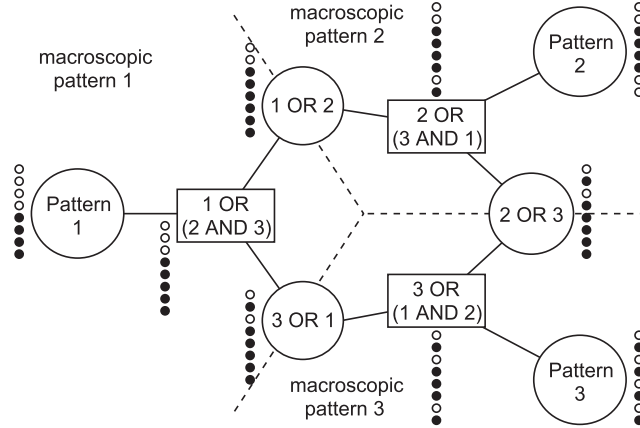 macroscopic
pattern 1
macroscopic
pattern 2
Pattern
2
1 OR 2
2 OR
(3 AND 1)
Pattern
1
1 OR
(2 AND 3)
2 OR 3
3 OR 1
3 OR
(1 AND 2)
macroscopic
pattern 3
Pattern
3